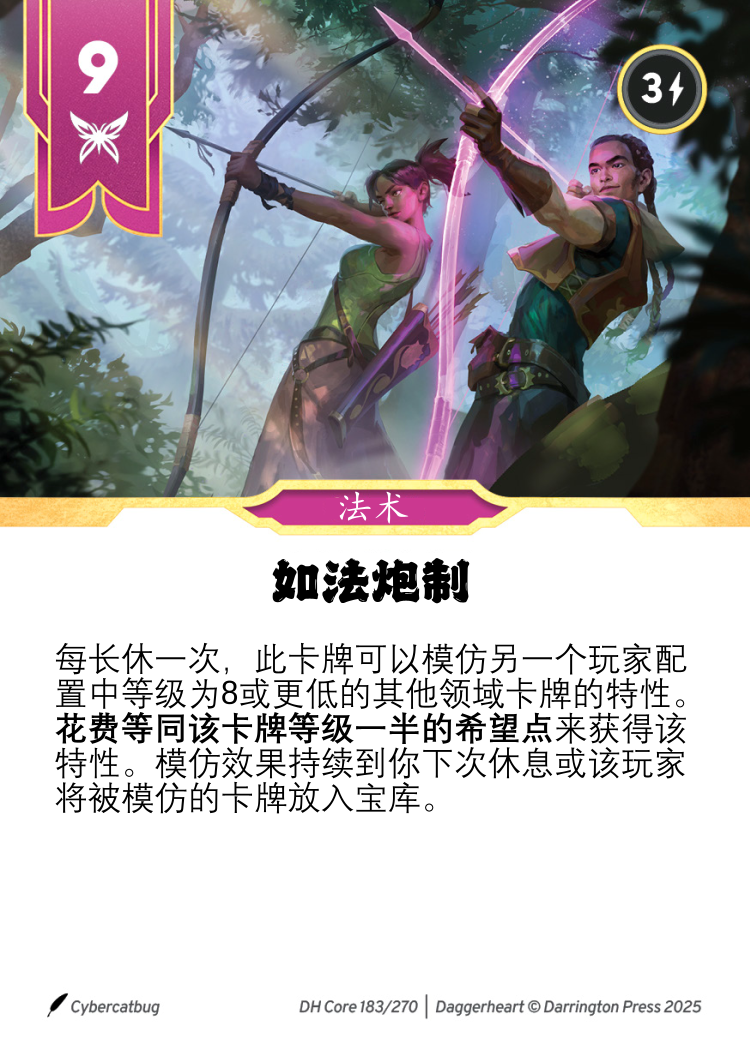 9
3
法术
如法炮制
每长休一次，此卡牌可以模仿另一个玩家配
置中等级为8或更低的其他领域卡牌的特性。
花费等同该卡牌等级一半的希望点来获得该
特性。模仿效果持续到你下次休息或该玩家
将被模仿的卡牌放入宝库。
Cybercatbug
DH Core 183/270 | Daggerheart © Darrington Press 2025